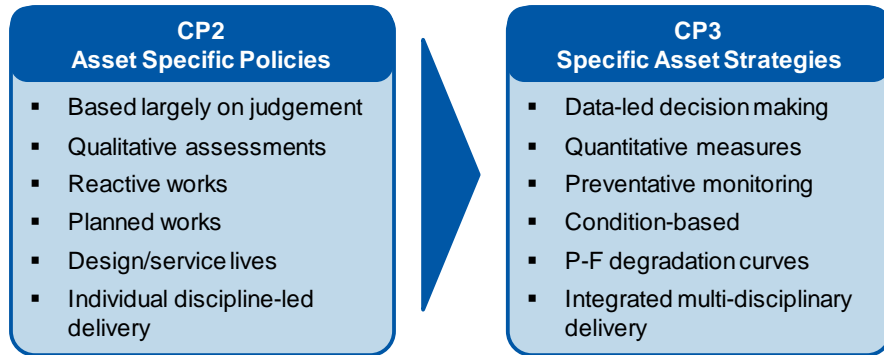 CP2
Asset Specific Policies
▪ Based largely on judgement
▪ Qualitative assessments
▪ Reactive works
▪ Planned works
▪ Design/service lives
▪ Individual discipline-led
delivery
CP3
Specific Asset Strategies
▪ Data-led decision making
▪ Quantitative measures
▪ Preventative monitoring
▪ Condition-based
▪ P-F degradation curves
▪ Integrated multi-disciplinary
delivery